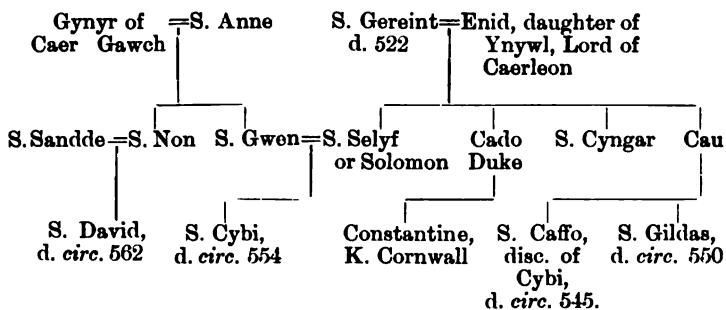 Gynyr of = S. Anne S. Gereint = Enid, daughter of
Caer Gawch d. 522 Ynywl, Lord of
Caerleon
S. Sandde = S. Non S. Gwen = S. Selyf Cado S. Cyngar Cau
or Solomon Duke
S. David, S. Cybi, Constantine, S. Caffo, S. Gildas,
d. circ. 562 d. circ. 554 K. Cornwall disc. of d. circ. 550
Cybi,
d. circ. 545.